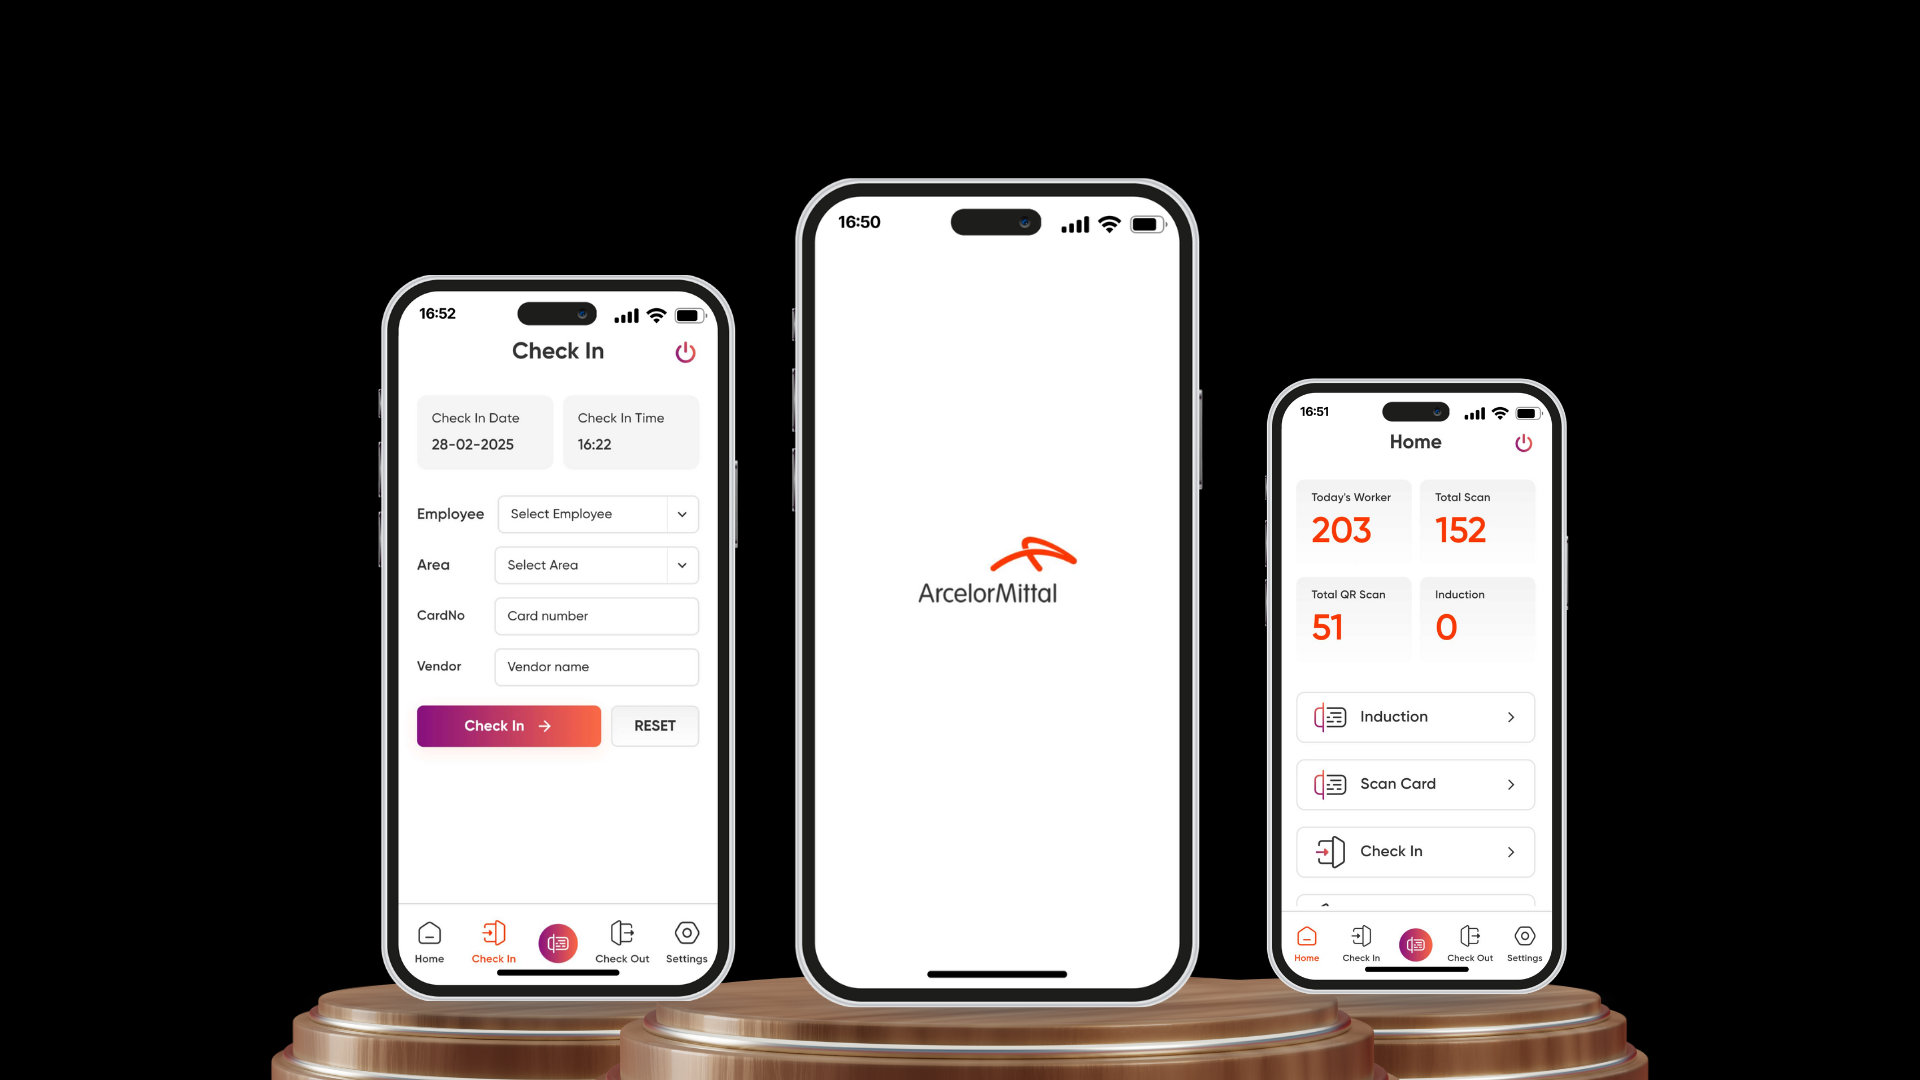 16:52
Check In
Check In Date
28-02-2025
Check In Time
16:22
Employee
Select Employee
Area
Select Area
CardNo
Card number
Vendor
Vendor name
Check In
RESET
Home
Check In
Check Out
Settings
16:50
ArcelorMittal
16:51
Home
Today's Worker
203
Total Scan
152
Total QR Scan
51
Induction
0
Induction
Scan Card
Check In
Home
Check In
Check Out
Settings